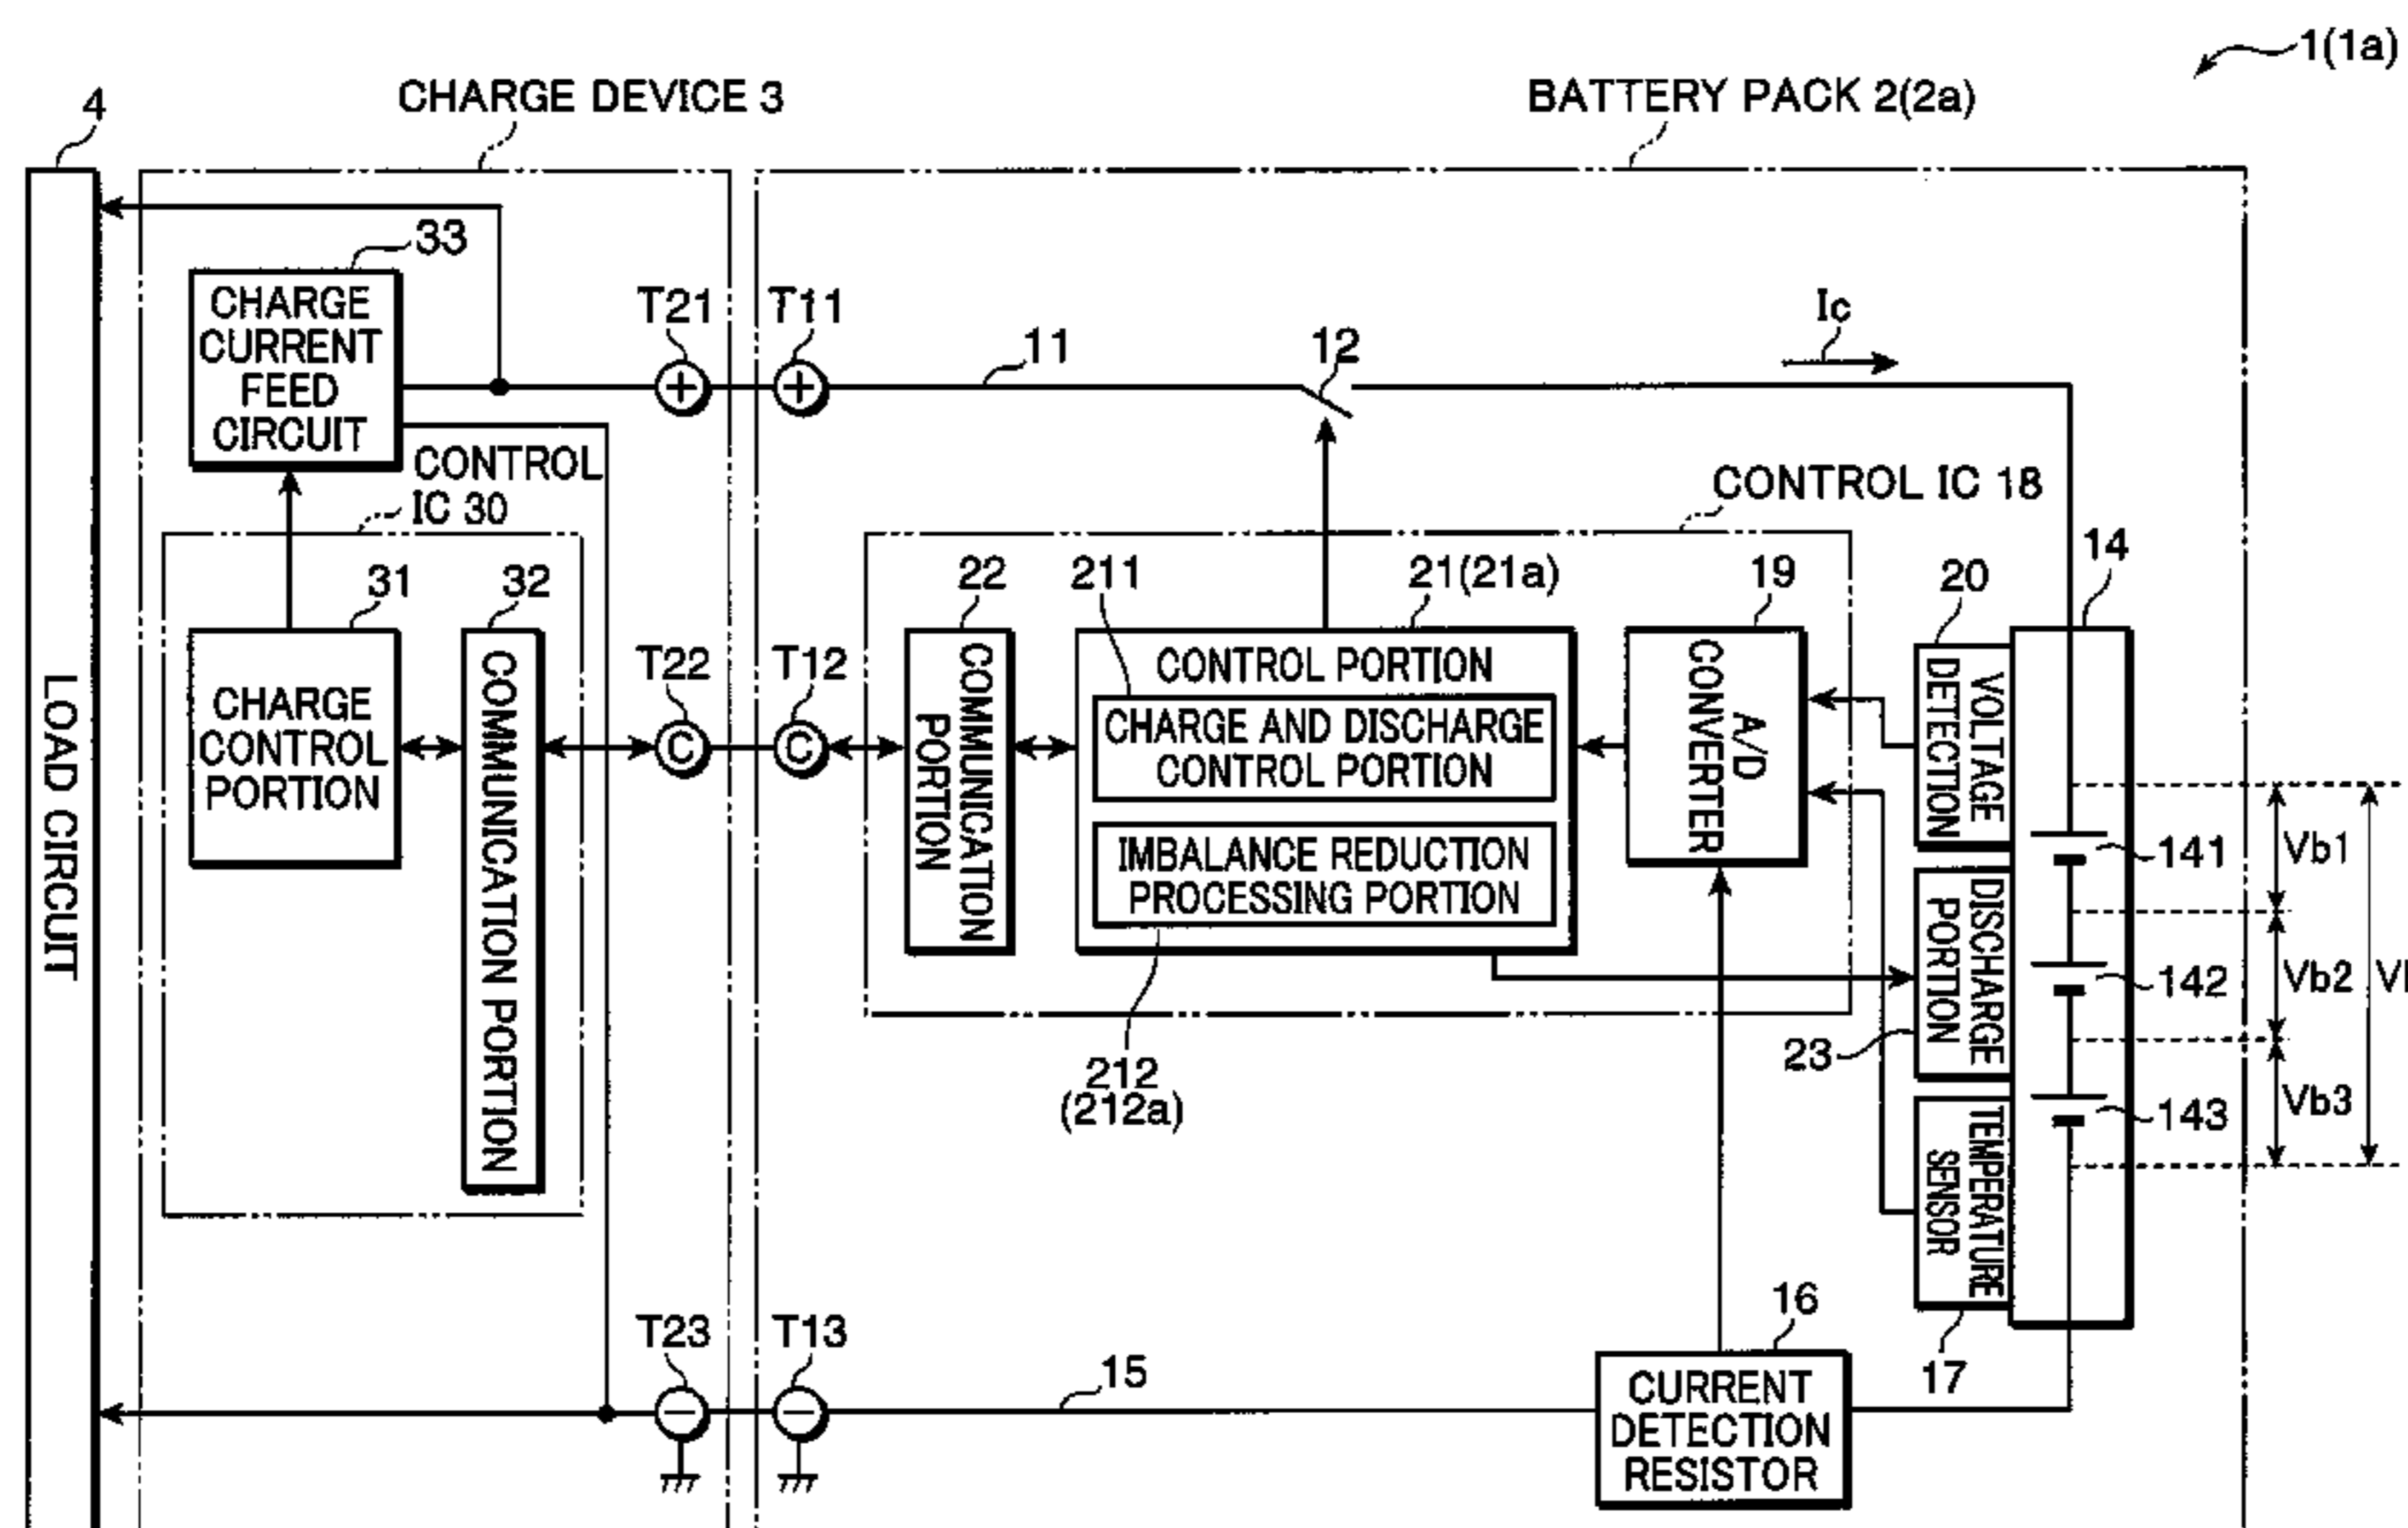 1(1a)
CHARGE DEVICE 3
BATTERY PACK 2(2a)
4
33
CHARGE
CURRENT
FEED
CIRCUIT
T21
T11
11
12
Ic
CONTROL
IC 30
CONTROL IC 18
31
32
22
211
21(21a)
19
20
14
LOAD CIRCUIT
CHARGE
CONTROL
PORTION
COMMUNICATION PORTION
T22
T12
C
C
COMMUNICATION
PORTION
CONTROL PORTION
CHARGE AND DISCHARGE
CONTROL PORTION
IMBALANCE REDUCTION
PROCESSING PORTION
A/D
CONVERTER
VOLTAGE
DETECTION
DISCHARGE
PORTION
TEMPERATURE
SENSOR
141
142
143
Vb1
Vb2
Vb3
23
212
(212a)
17
16
T23
T13
15
CURRENT
DETECTION
RESISTOR